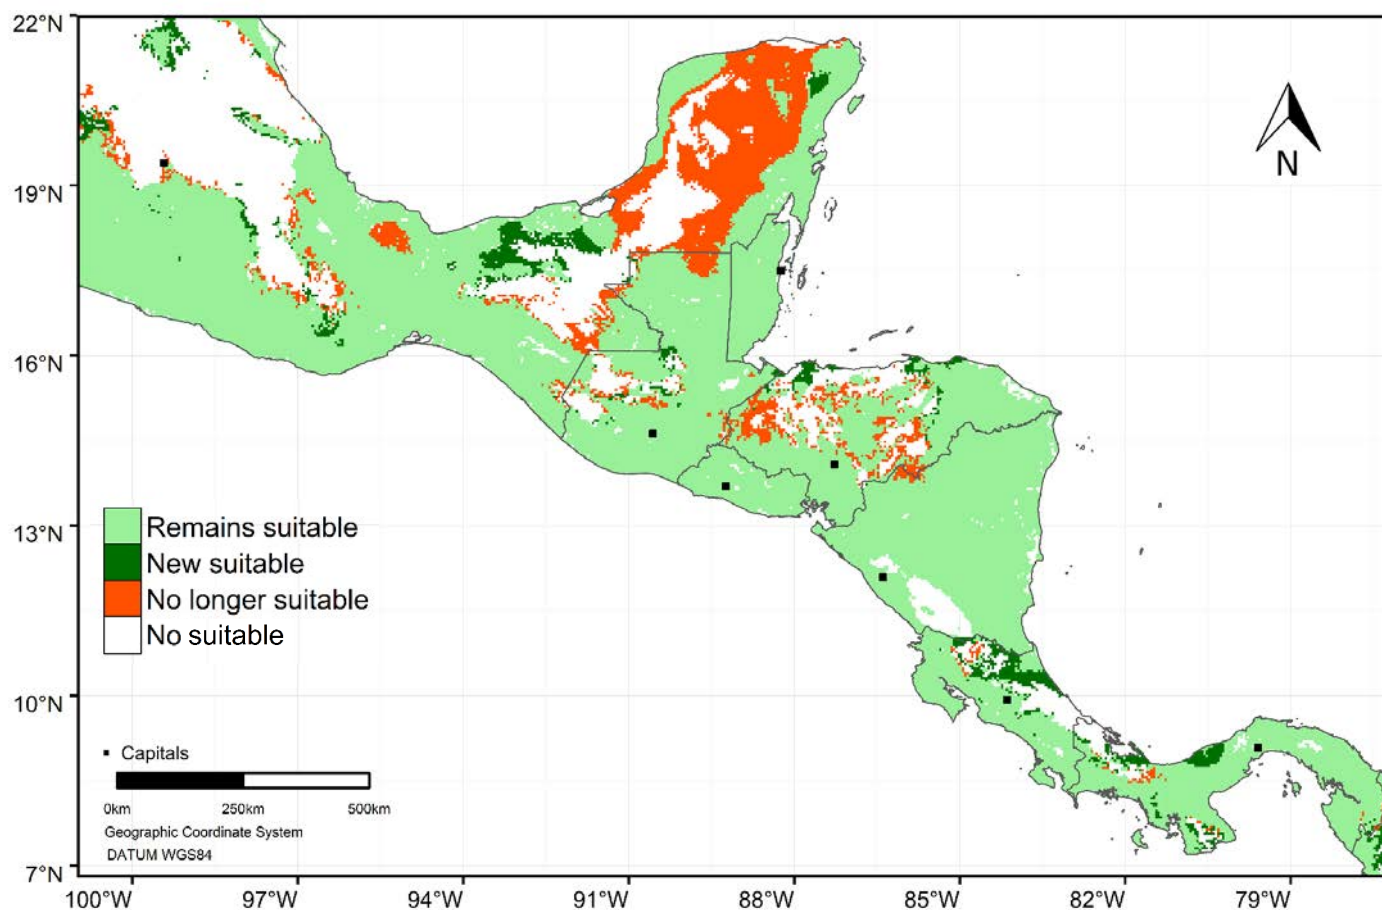 22°N
19°N
16°N
13°N
10°N
7°N
N
Remains suitable
New suitable
No longer suitable
No suitable
Capitals
0km 250km 500km
Geographic Coordinate System
DATUM WGS84
100°W 97°W 94°W 91°W 88°W 85°W 82°W 79°W